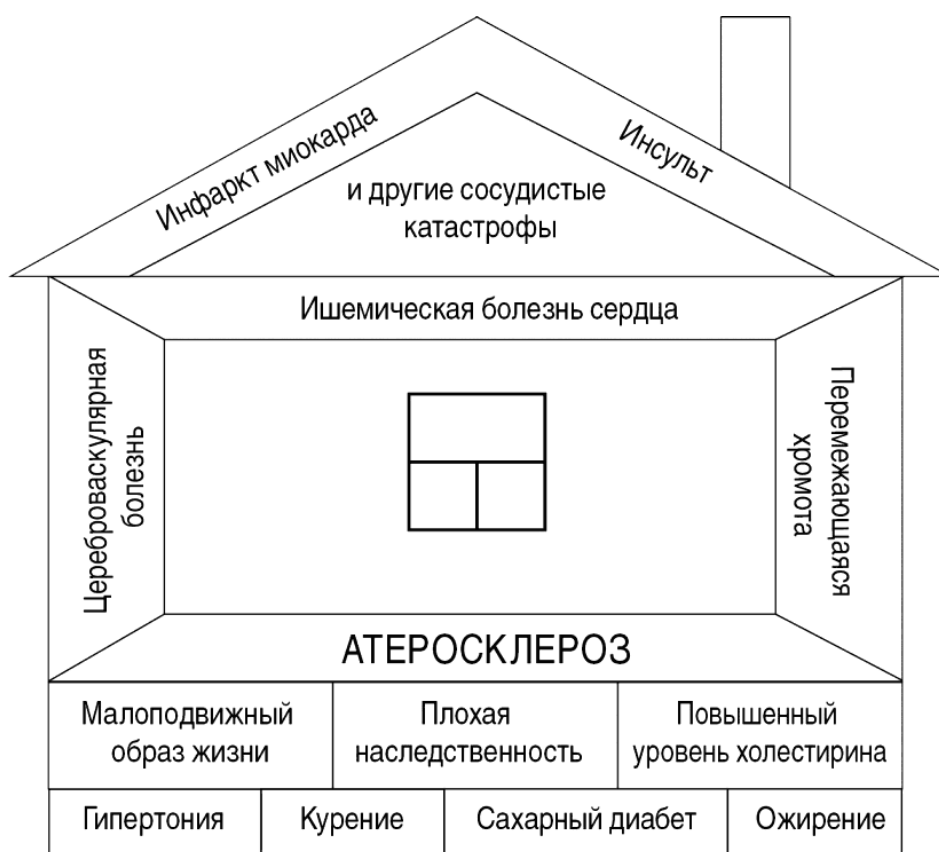 Инфаркт миокарда
Инсульт
и другие сосудистые
катастрофы
Ишемическая болезнь сердца
Цереброваскулярная
болезнь
Перемежающаяся
хромота
АТЕРОСКЛЕРОЗ
Малоподвижный
образ жизни
Плохая
наследственность
Повышенный
уровень холестирина
Гипертония
Курение
Сахарный диабет
Ожирение